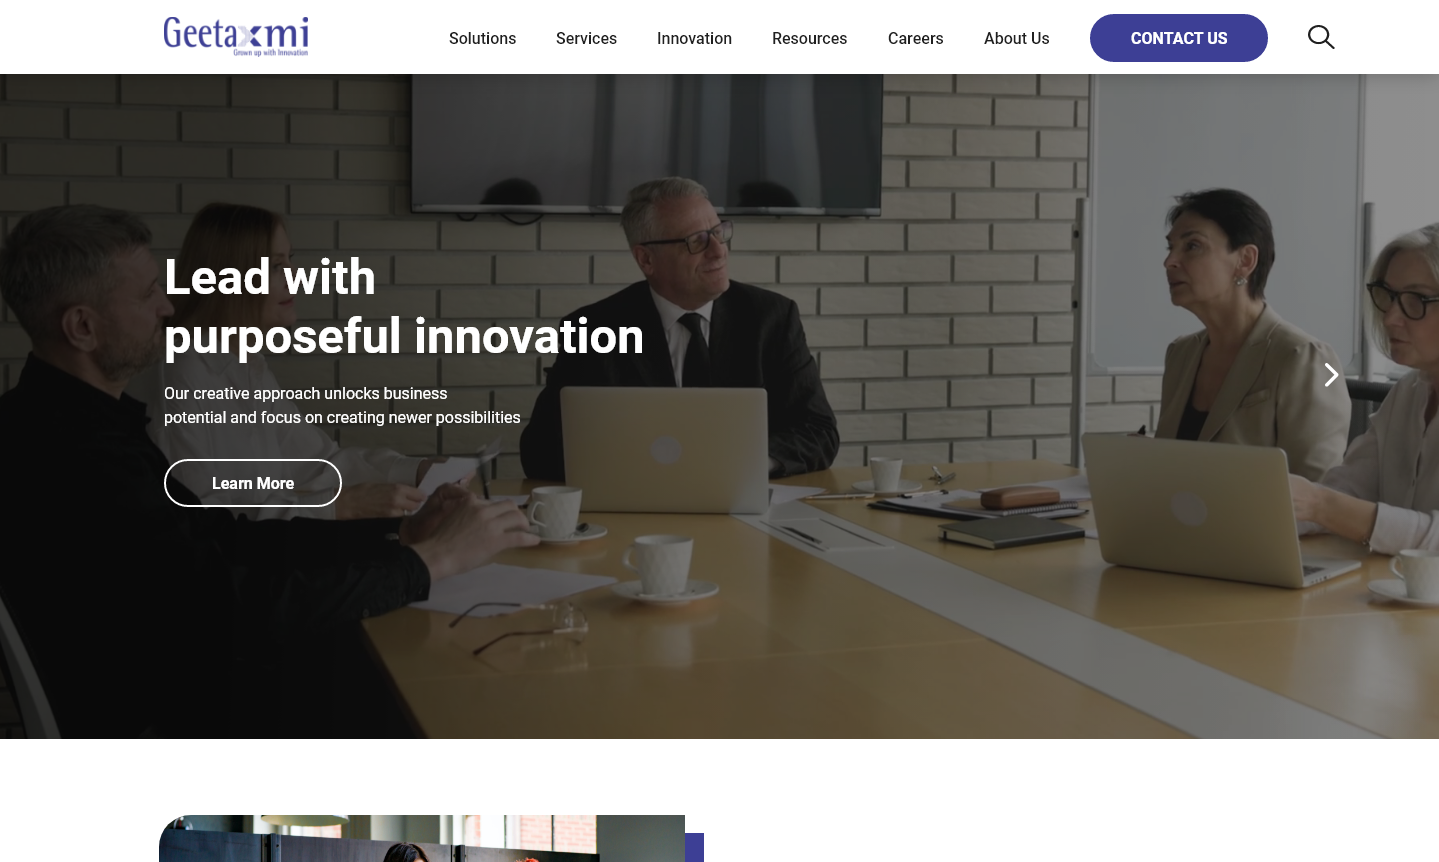 Geetaxmi
Grown up with Innovation
Solutions
Services
Innovation
Resources
Careers
About Us
CONTACT US
Lead with
purposeful innovation
Our creative approach unlocks business
potential and focus on creating newer possibilities
Learn More